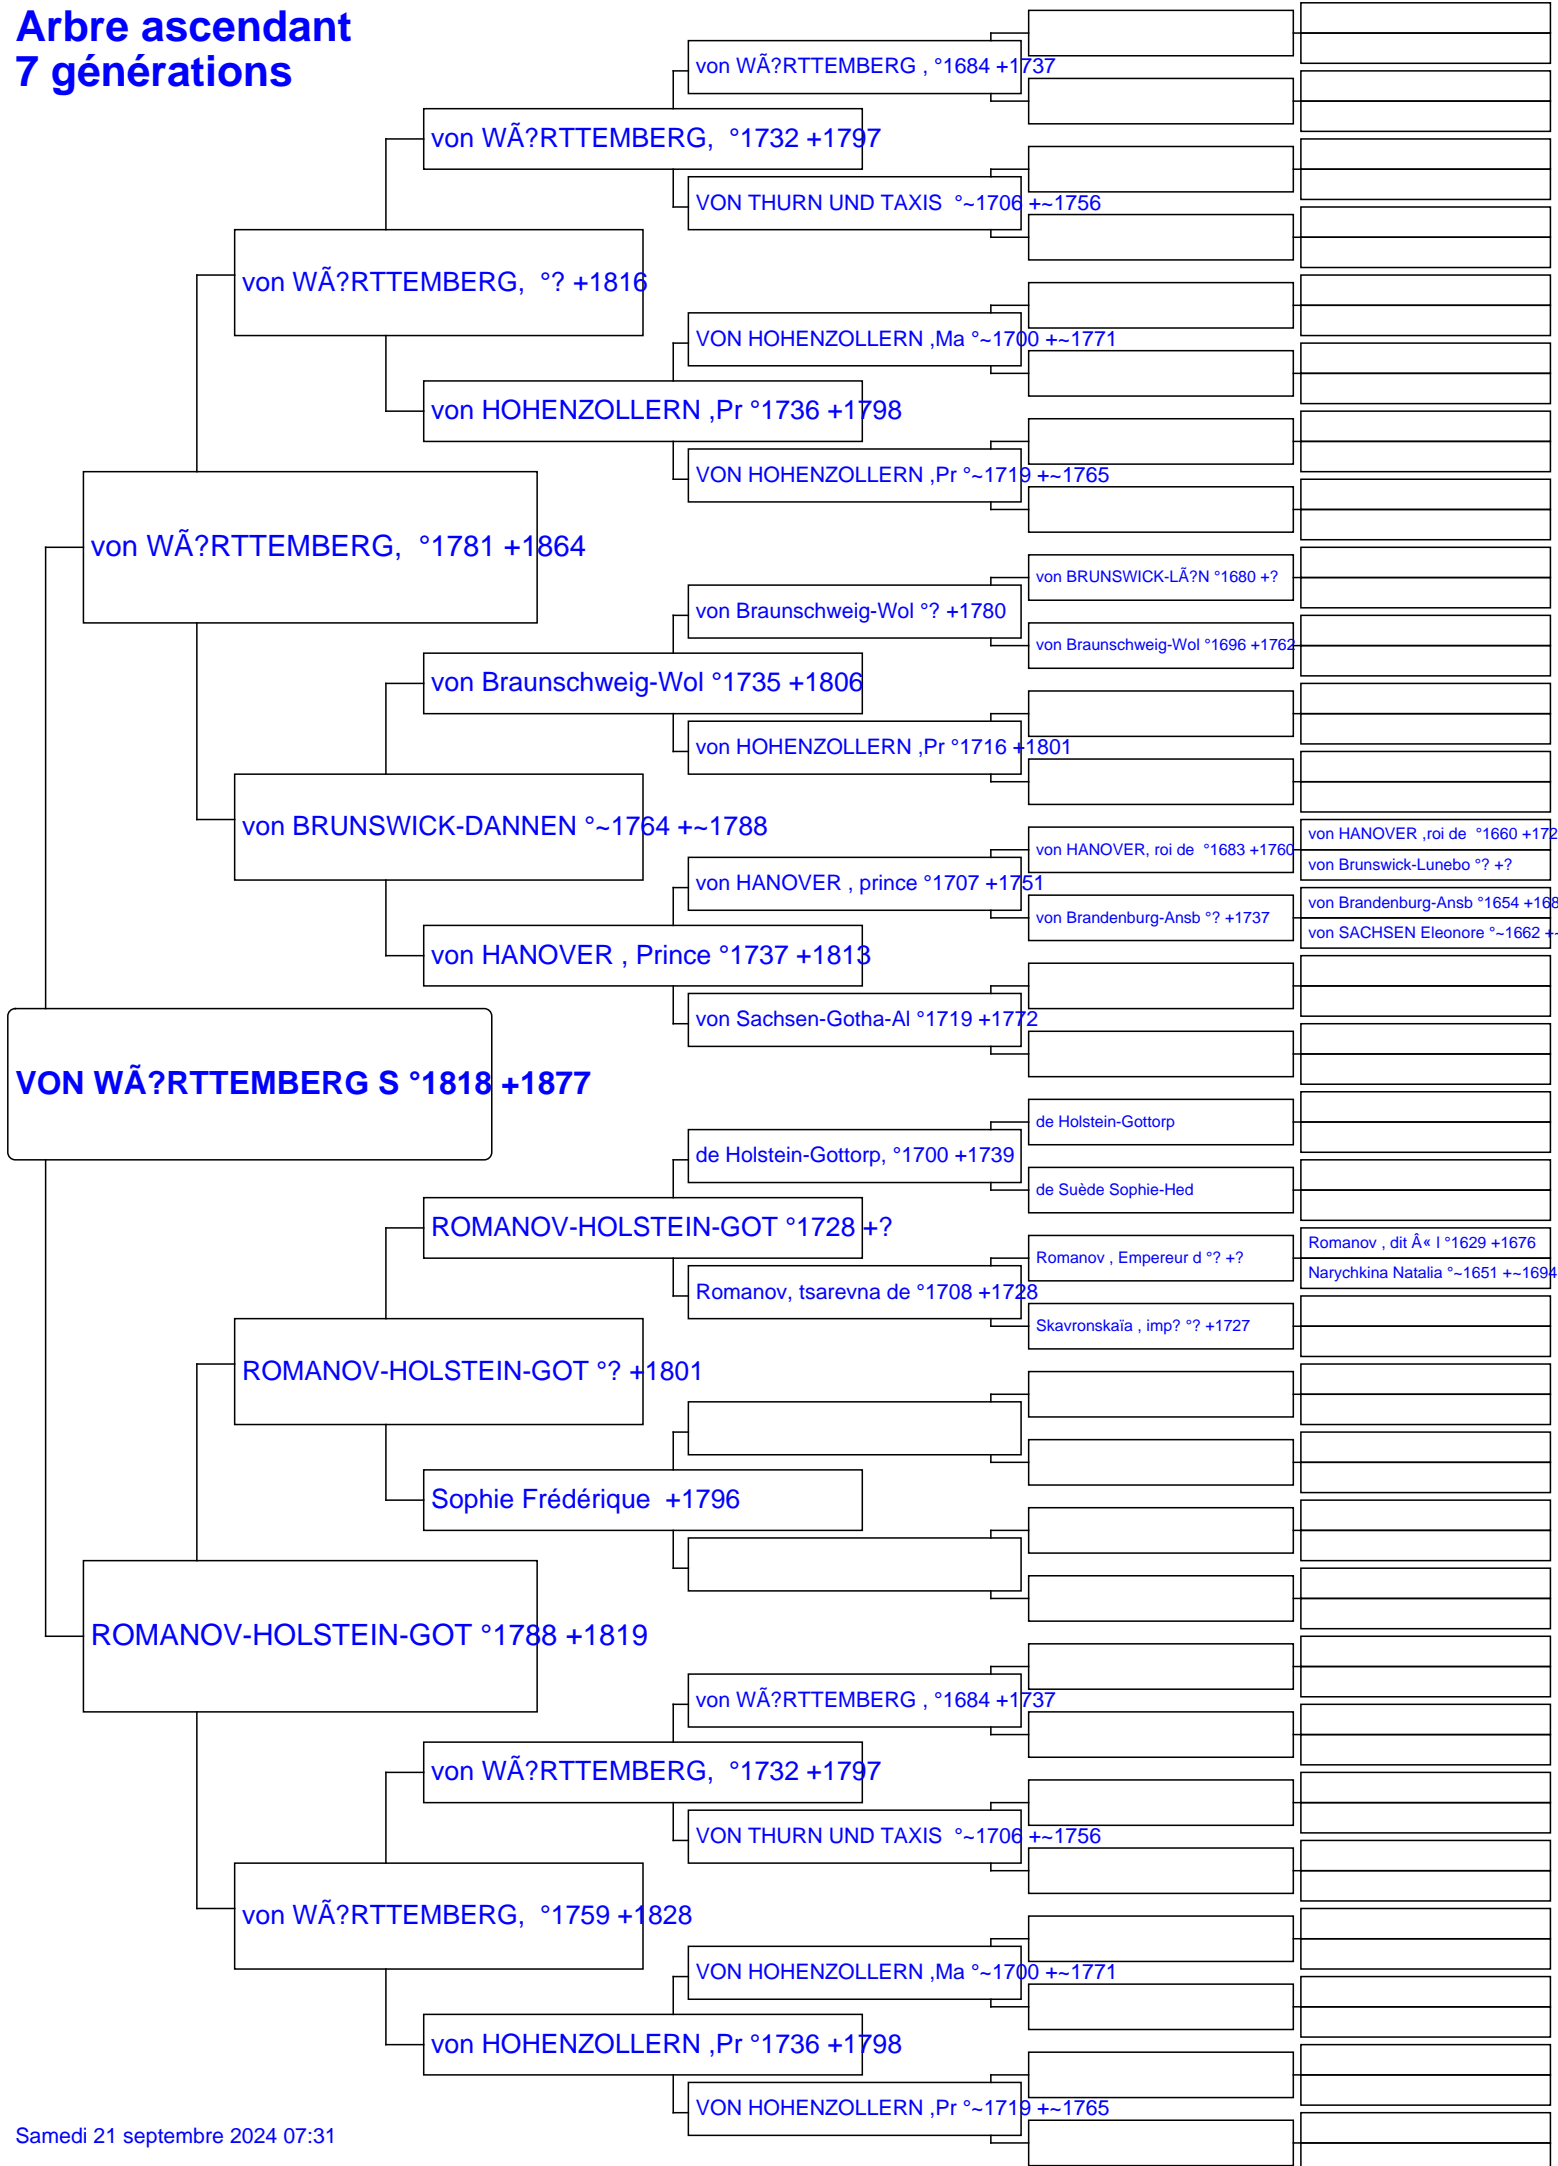 Arbre ascendant
7 générations
von WÃ?RTTEMBERG , °1684 +1737
von WÃ?RTTEMBERG,  °1732 +1797
VON THURN UND TAXIS  °~1706 +~1756
von WÃ?RTTEMBERG,  °? +1816
VON HOHENZOLLERN ,Ma °~1700 +~1771
von HOHENZOLLERN ,Pr °1736 +1798
VON HOHENZOLLERN ,Pr °~1719 +~1765
von WÃ?RTTEMBERG,  °1781 +1864
von BRUNSWICK-LÃ?N °1680 +?
von Braunschweig-Wol °? +1780
von Braunschweig-Wol °1696 +1762
von Braunschweig-Wol °1735 +1806
von HOHENZOLLERN ,Pr °1716 +1801
von BRUNSWICK-DANNEN °~1764 +~1788
von HANOVER ,roi de  °1660 +172
von HANOVER, roi de  °1683 +1760
von Brunswick-Lunebo °? +?
von HANOVER , prince °1707 +1751
von Brandenburg-Ansb °1654 +168
von Brandenburg-Ansb °? +1737
von SACHSEN Eleonore °~1662 +~
von HANOVER , Prince °1737 +1813
von Sachsen-Gotha-Al °1719 +1772
VON WÃ?RTTEMBERG S °1818 +1877
de Holstein-Gottorp
de Holstein-Gottorp, °1700 +1739
de Suède Sophie-Hed
ROMANOV-HOLSTEIN-GOT °1728 +?
Romanov , dit Â« l °1629 +1676
Romanov , Empereur d °? +?
Narychkina Natalia °~1651 +~1694
Romanov, tsarevna de °1708 +1728
Skavronskaïa , imp? °? +1727
ROMANOV-HOLSTEIN-GOT °? +1801
Sophie Frédérique  +1796
ROMANOV-HOLSTEIN-GOT °1788 +1819
von WÃ?RTTEMBERG , °1684 +1737
von WÃ?RTTEMBERG,  °1732 +1797
VON THURN UND TAXIS  °~1706 +~1756
von WÃ?RTTEMBERG,  °1759 +1828
VON HOHENZOLLERN ,Ma °~1700 +~1771
von HOHENZOLLERN ,Pr °1736 +1798
VON HOHENZOLLERN ,Pr °~1719 +~1765
Samedi 21 septembre 2024 07:31